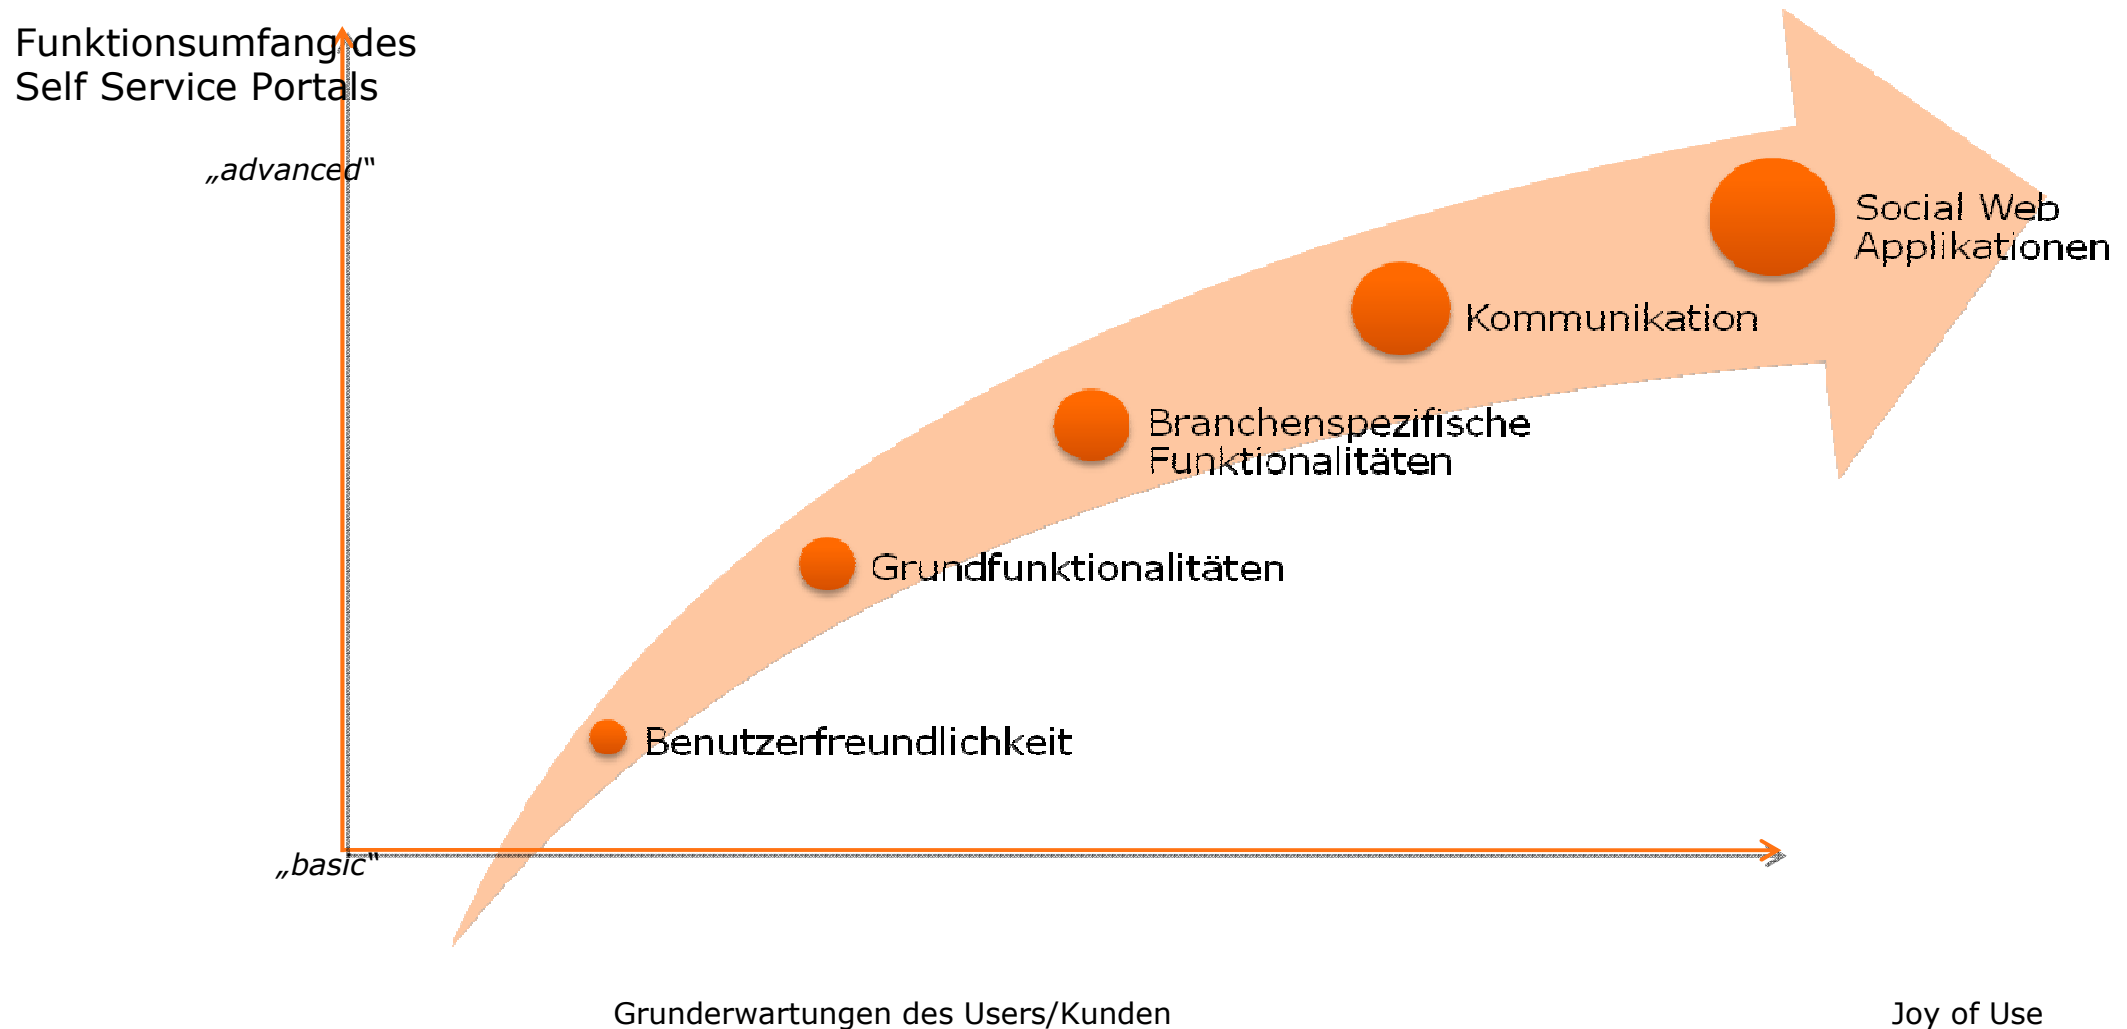 Funktionsumfang des
Self Service Portals
„advanced“
Social Web
Applikationen
Kommunikation
Branchenspezifische
Funktionalitäten
Grundfunktionalitäten
Benutzerfreundlichkeit
„basic“
Grunderwartungen des Users/Kunden
Joy of Use